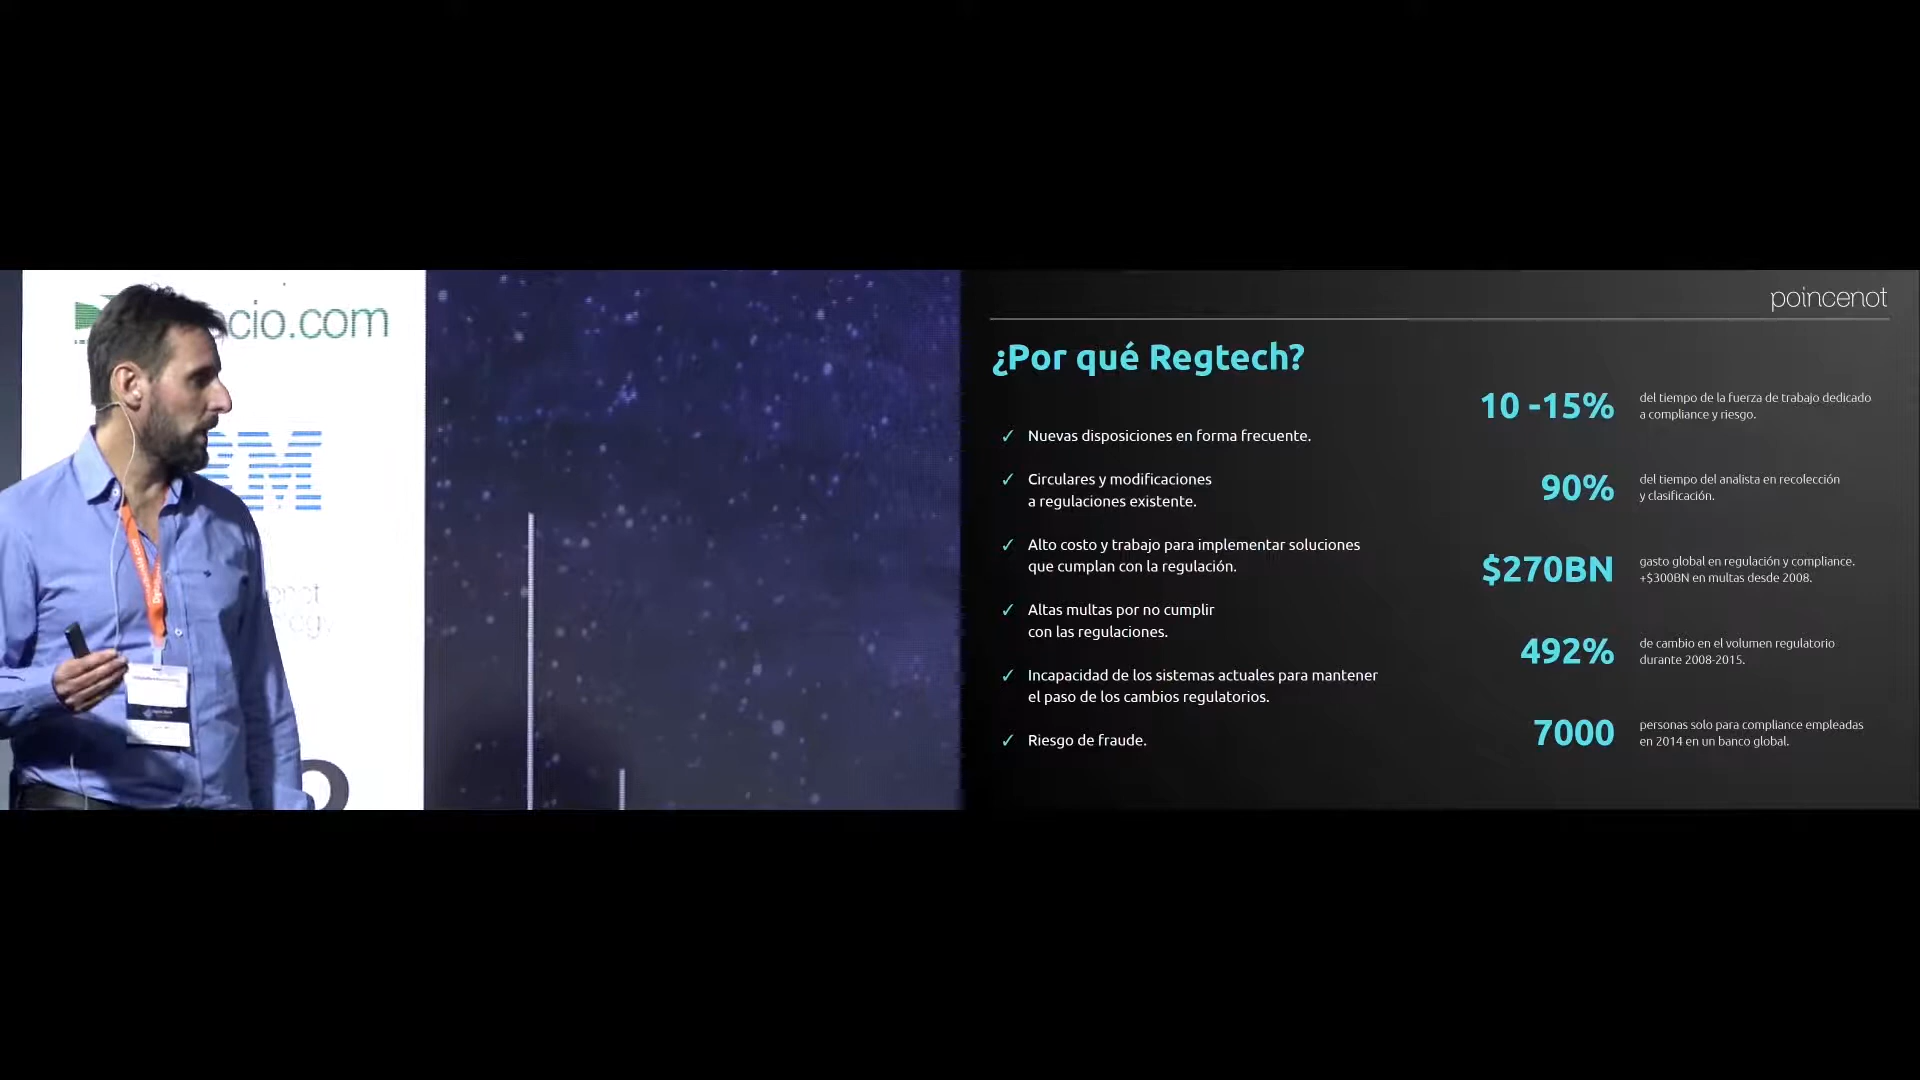 cio.com
poincenot
¿Por qué Regtech?
✓ Nuevas disposiciones en forma frecuente.
✓ Circulares y modificaciones
a regulaciones existente.
✓ Alto costo y trabajo para implementar soluciones
que cumplan con la regulación.
✓ Altas multas por no cumplir
con las regulaciones.
✓ Incapacidad de los sistemas actuales para mantener
el paso de los cambios regulatorios.
✓ Riesgo de fraude.
10 -15%
del tiempo de la fuerza de trabajo dedicado
a compliance y riesgo.
90%
del tiempo del analista en recolección
y clasificación.
$270BN
gasto global en regulación y compliance.
+$300BN en multas desde 2008.
492%
de cambio en el volumen regulatorio
durante 2008-2015.
7000
personas solo para compliance empleadas
en 2014 en un banco global.